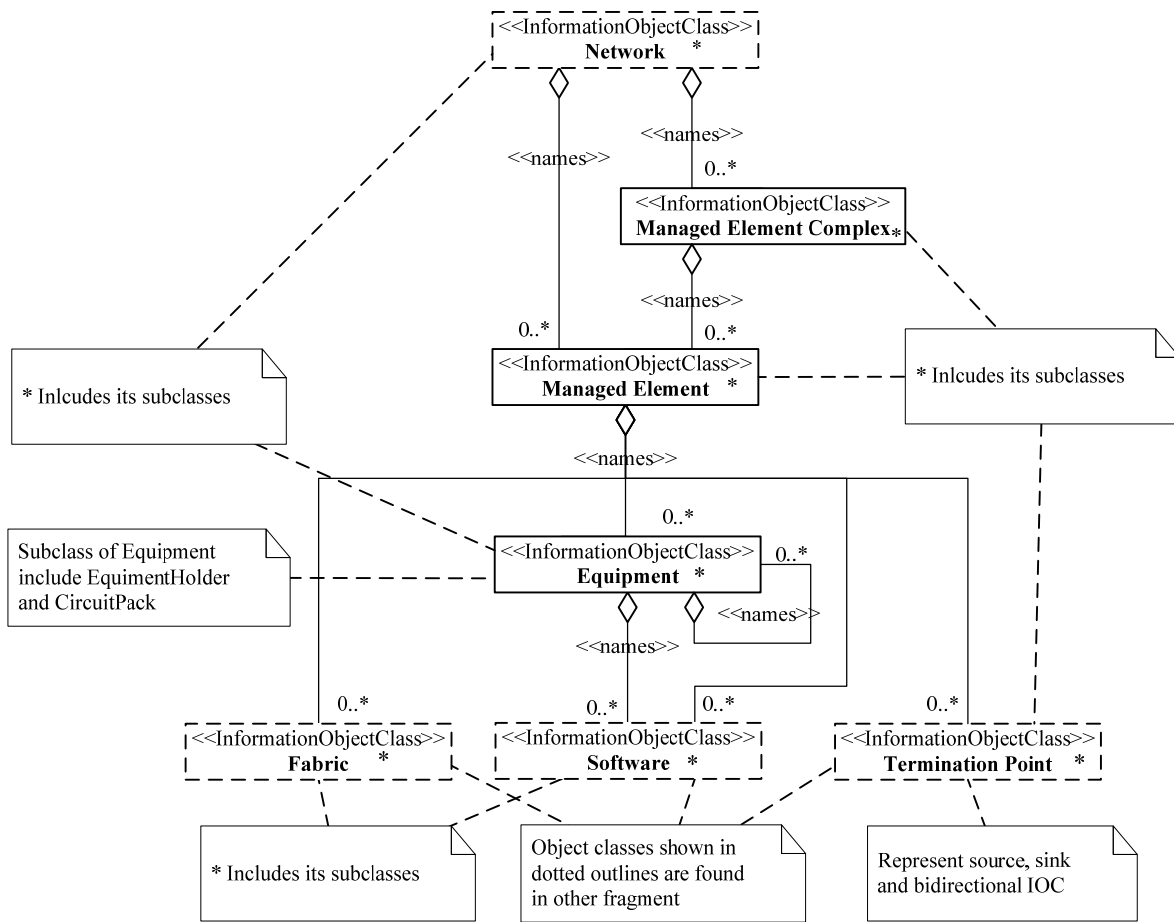 <<InformationObjectClass>>
Network *
<<names>>
<<names>>
0..*
<<InformationObjectClass>>
Managed Element Complex*
<<names>>
0..*
0..*
<<InformationObjectClass>>
Managed Element *
* Inlcudes its subclasses
* Inlcudes its subclasses
<<names>>
0..*
Subclass of Equipment
include EquimentHolder
and CircuitPack
<<InformationObjectClass>>
Equipment *
0..*
<<names>>
<<names>>
0..*
0..*
0..*
0..*
<<InformationObjectClass>>
Fabric *
<<InformationObjectClass>>
Software *
<<InformationObjectClass>>
Termination Point *
* Includes its subclasses
Object classes shown in
dotted outlines are found
in other fragment
Represent source, sink
and bidirectional IOC